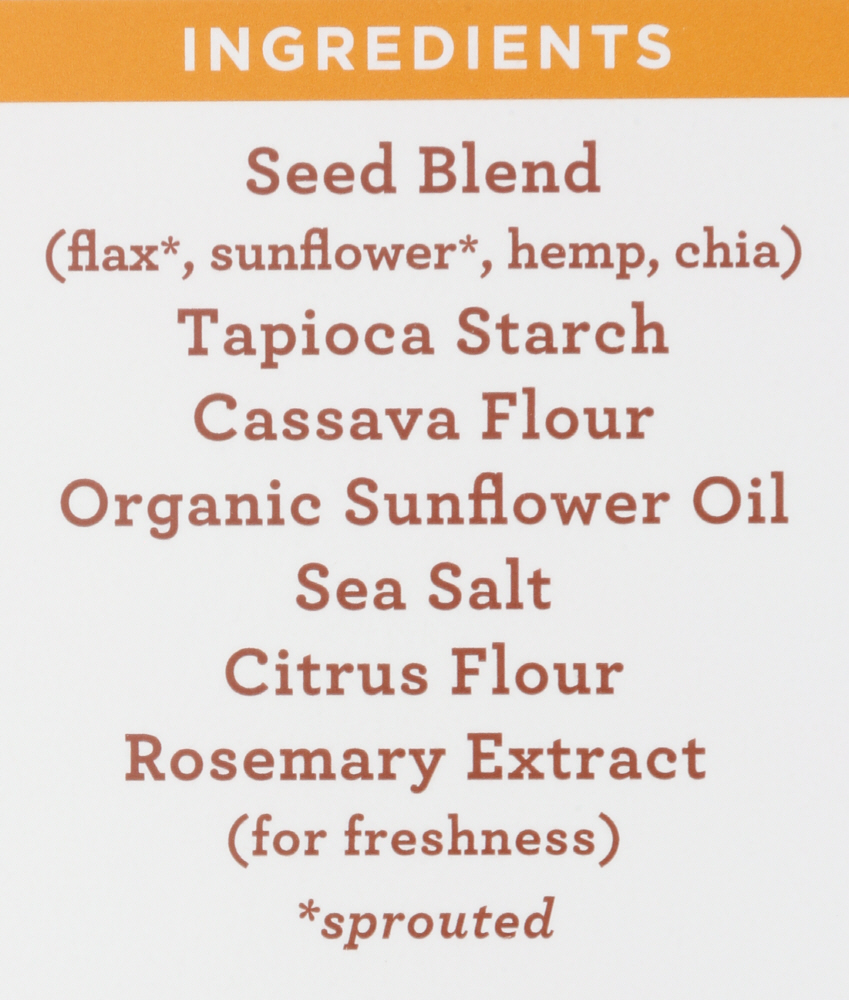 INGREDIENTS
Seed Blend
(flax*, sunflower*, hemp, chia)
Tapioca Starch
Cassava Flour
Organic Sunflower Oil
Sea Salt
Citrus Flour
Rosemary Extract
(for freshness)
*sprouted